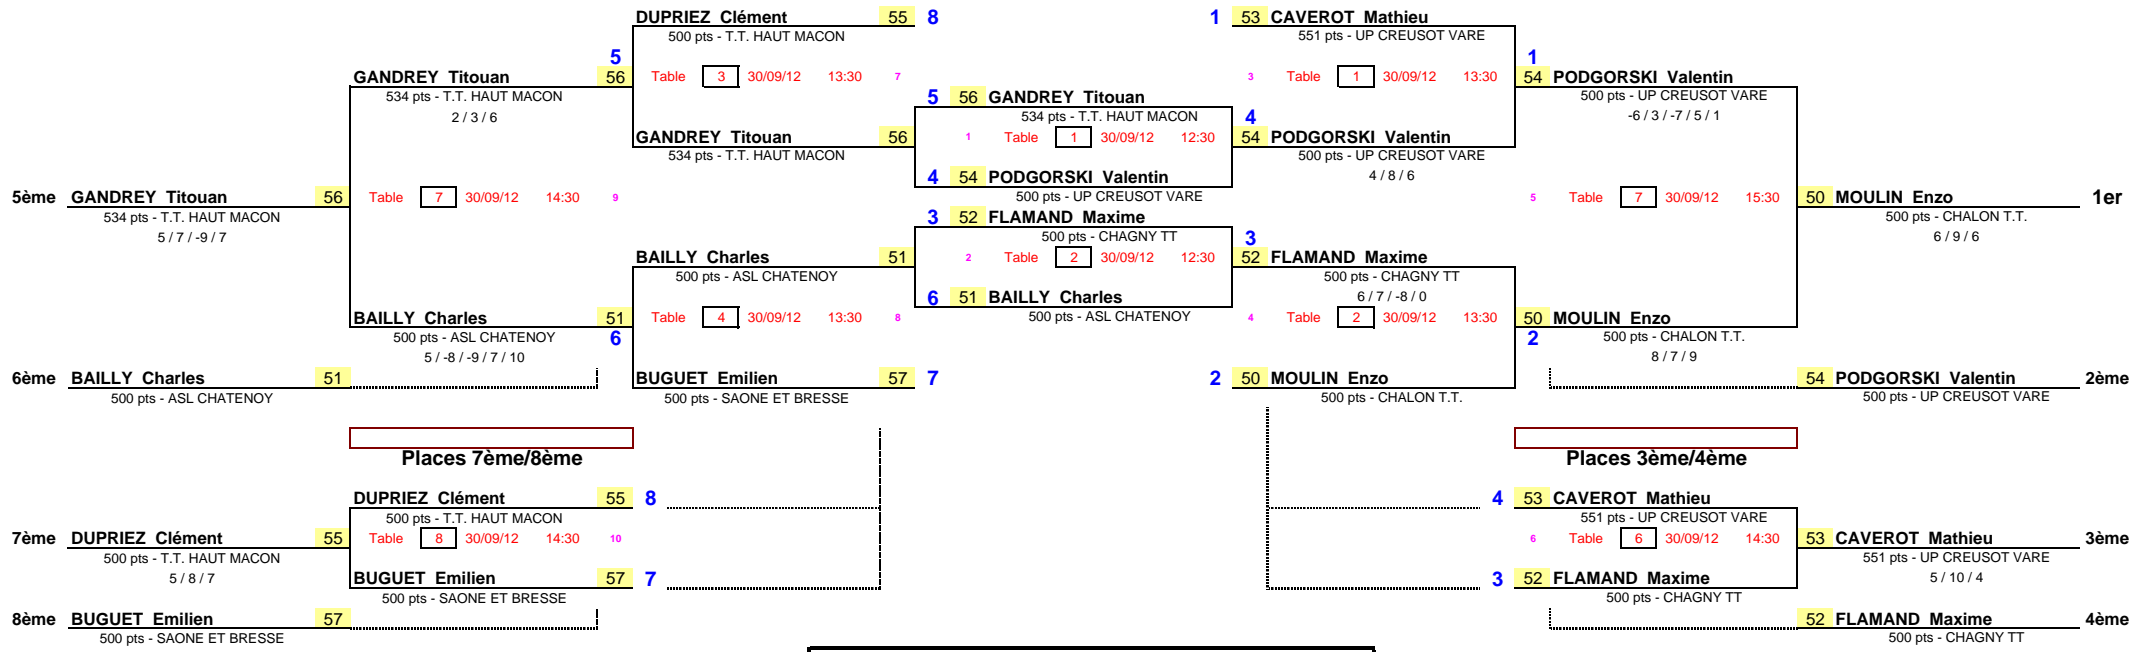 DUPRIEZ Clément 55 8 1 53 CAVEROT Mathieu
500 pts - T.T. HAUT MACON 551 pts - UP CREUSOT VARE
5 1
GANDREY Titouan 56 Table 3 30/09/12 13:30 7 3 Table 1 30/09/12 13:30 54 PODGORSKI Valentin
534 pts - T.T. HAUT MACON 5 56 GANDREY Titouan 500 pts - UP CREUSOT VARE
2 / 3 / 6 534 pts - T.T. HAUT MACON 4 -6 / 3 / -7 / 5 / 1
GANDREY Titouan 56 1 Table 1 30/09/12 12:30 54 PODGORSKI Valentin
534 pts - T.T. HAUT MACON 500 pts - UP CREUSOT VARE
4 54 PODGORSKI Valentin 4 / 8 / 6
5ème GANDREY Titouan 56 Table 7 30/09/12 14:30 9 500 pts - UP CREUSOT VARE 5 Table 7 30/09/12 15:30 50 MOULIN Enzo 1er
534 pts - T.T. HAUT MACON 3 52 FLAMAND Maxime 500 pts - CHALON T.T.
5 / 7 / -9 / 7 500 pts - CHAGNY TT 3 6 / 9 / 6
BAILLY Charles 51 2 Table 2 30/09/12 12:30 52 FLAMAND Maxime
500 pts - ASL CHATENOY 500 pts - CHAGNY TT
6 51 BAILLY Charles 6 / 7 / -8 / 0
BAILLY Charles 51 Table 4 30/09/12 13:30 8 500 pts - ASL CHATENOY 4 Table 2 30/09/12 13:30 50 MOULIN Enzo
500 pts - ASL CHATENOY 6 2 500 pts - CHALON T.T.
5 / -8 / -9 / 7 / 10 8 / 7 / 9
6ème BAILLY Charles 51 BUGUET Emilien 57 7 2 50 MOULIN Enzo 54 PODGORSKI Valentin 2ème
500 pts - ASL CHATENOY 500 pts - SAONE ET BRESSE 500 pts - CHALON T.T. 500 pts - UP CREUSOT VARE
Places 7ème/8ème Places 3ème/4ème
DUPRIEZ Clément 55 8 4 53 CAVEROT Mathieu
500 pts - T.T. HAUT MACON 551 pts - UP CREUSOT VARE
7ème DUPRIEZ Clément 55 Table 8 30/09/12 14:30 10 6 Table 6 30/09/12 14:30 53 CAVEROT Mathieu 3ème
500 pts - T.T. HAUT MACON 551 pts - UP CREUSOT VARE
5 / 8 / 7 BUGUET Emilien 57 7 3 52 FLAMAND Maxime 5 / 10 / 4
500 pts - SAONE ET BRESSE 500 pts - CHAGNY TT
8ème BUGUET Emilien 57 52 FLAMAND Maxime 4ème
500 pts - SAONE ET BRESSE 500 pts - CHAGNY TT